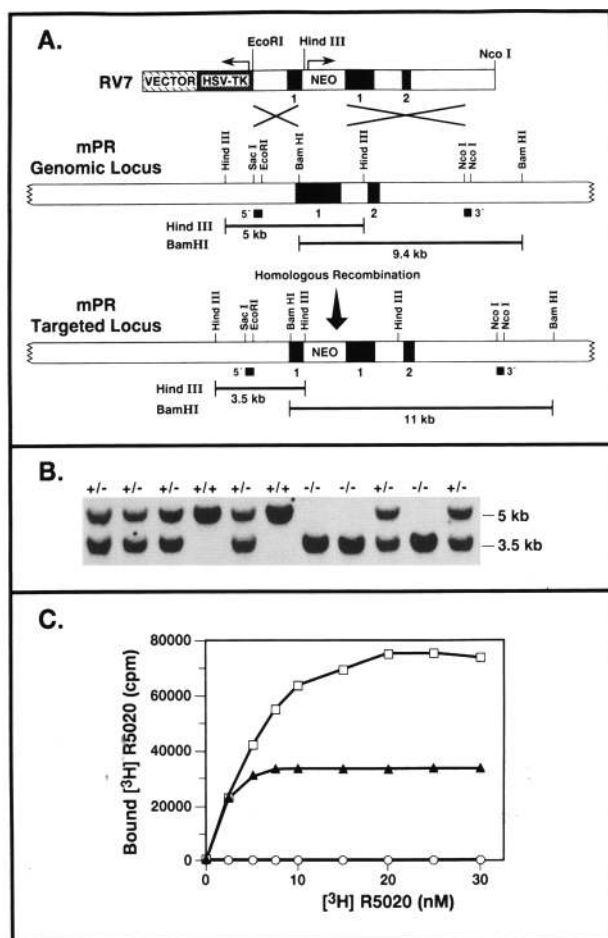 A.
EcoRI
Hind III
Nco I
RV7
VECTOR
HSV-TK
NEO
1
1
2
mPR
Genomic Locus
Hind III
Sac I
EcoRI
Bam HI
Hind III
Nco I
Nco I
Bam HI
5´
1
2
3´
Hind III
5 kb
BamHI
9.4 kb
Homologous Recombination
mPR
Targeted Locus
Hind III
Sac I
EcoRI
Bam HI
Hind III
Hind III
Nco I
Nco I
Bam HI
NEO
5´
1
1
2
3´
Hind III
3.5 kb
BamHI
11 kb
B.
+/- +/- +/- +/+ +/- +/+ -/- -/- +/- -/- +/-
5 kb
3.5 kb
C.
80000
60000
40000
20000
0
Bound [³H] R5020 (cpm)
0 10 20 30
[³H] R5020 (nM)